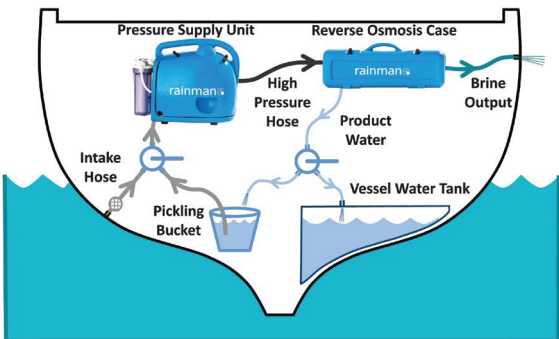 Pressure Supply Unit
Reverse Osmosis Case
rainman
rainman
High
Pressure
Hose
Brine
Output
Product
Water
Intake
Hose
Pickling
Bucket
Vessel Water Tank